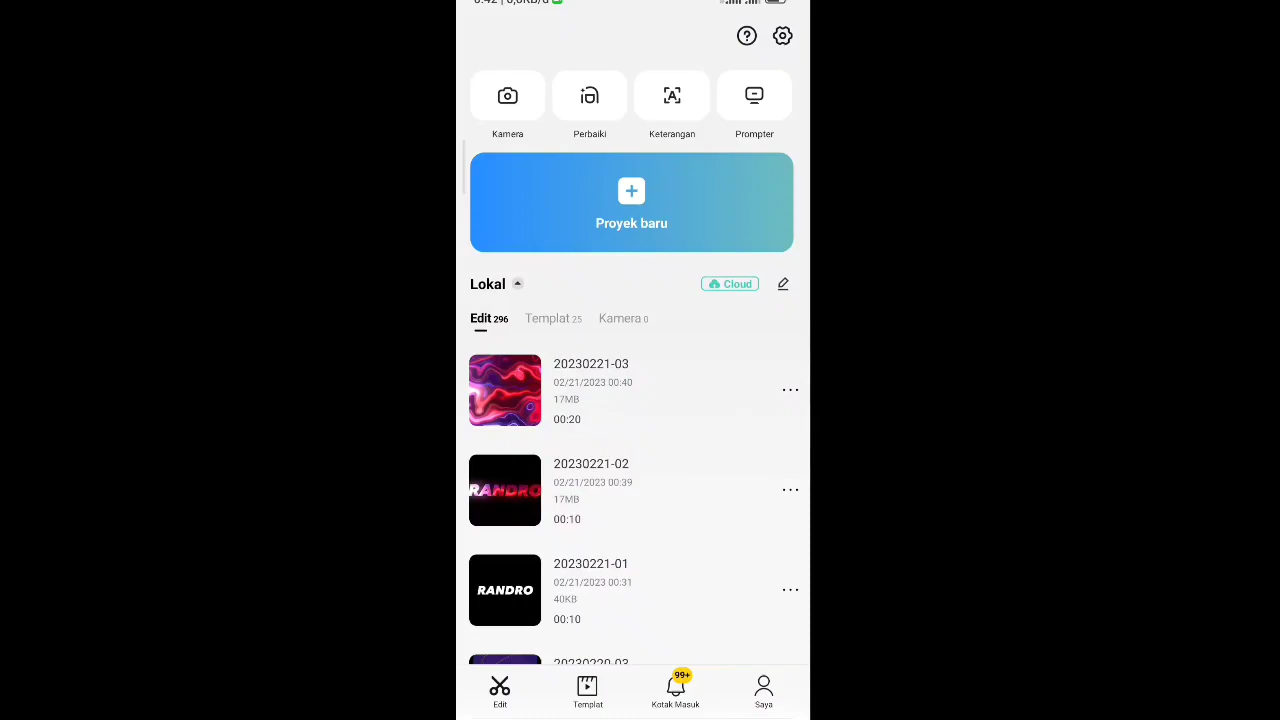 Kamera Perbaiki Keterangan Prompter
Proyek baru
Lokal Cloud
Edit 296 Templat 25 Kamera 0
20230221-03
02/21/2023 00:40
17MB
00:20
RANDRO
20230221-02
02/21/2023 00:39
17MB
00:10
RANDRO
20230221-01
02/21/2023 00:31
40KB
00:10
99+
Edit Templat Kotak Masuk Saya